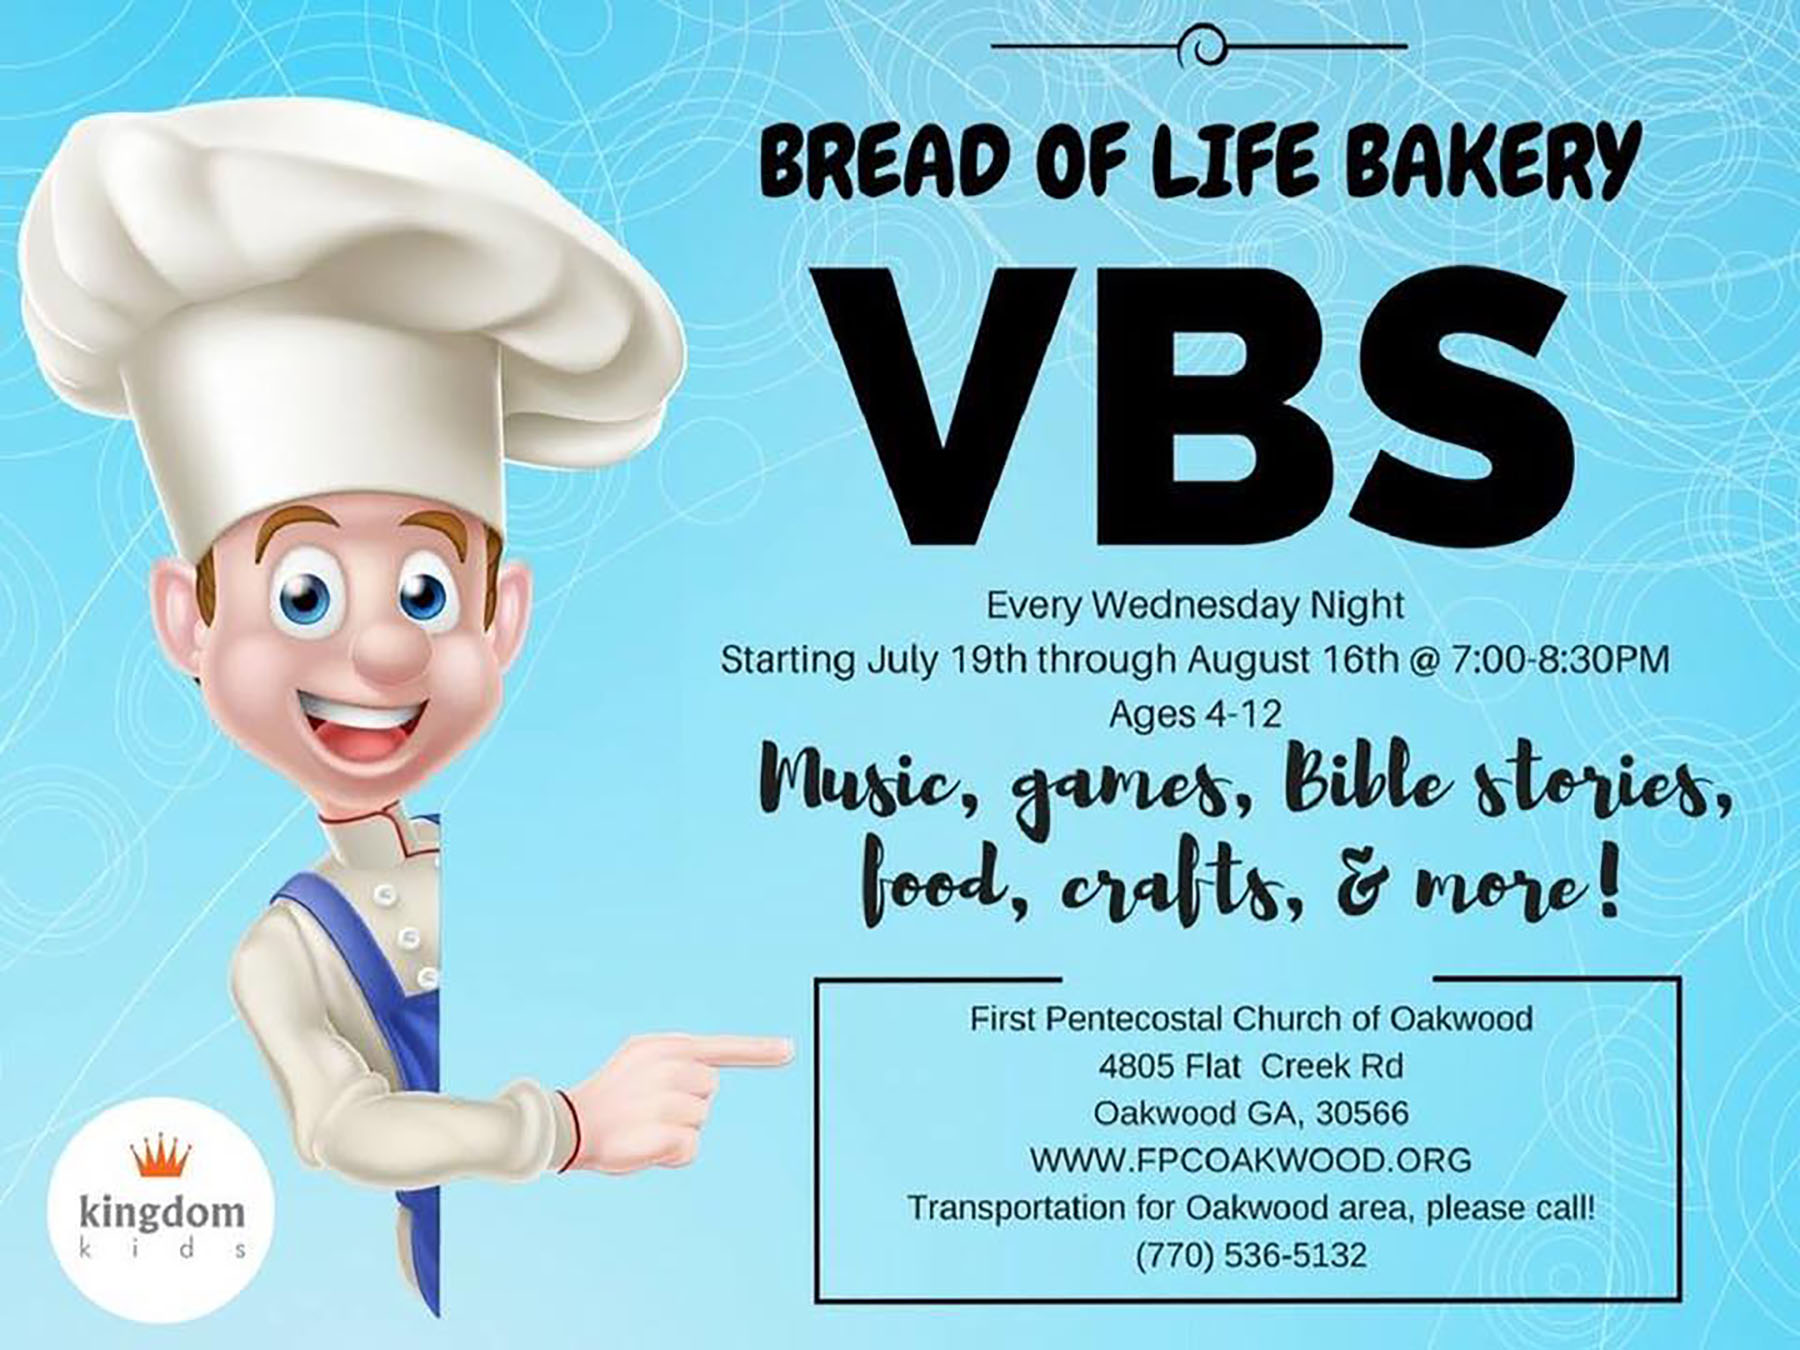 BREAD OF LIFE BAKERY
VBS
Every Wednesday Night
Starting July 19th through August 16th @ 7:00-8:30PM
Ages 4-12
Music, games, Bible stories,
food, crafts, & more!
First Pentecostal Church of Oakwood
4805 Flat Creek Rd
Oakwood GA, 30566
WWW.FPCOAKWOOD.ORG
Transportation for Oakwood area, please call!
(770) 536-5132
kingdom
kids